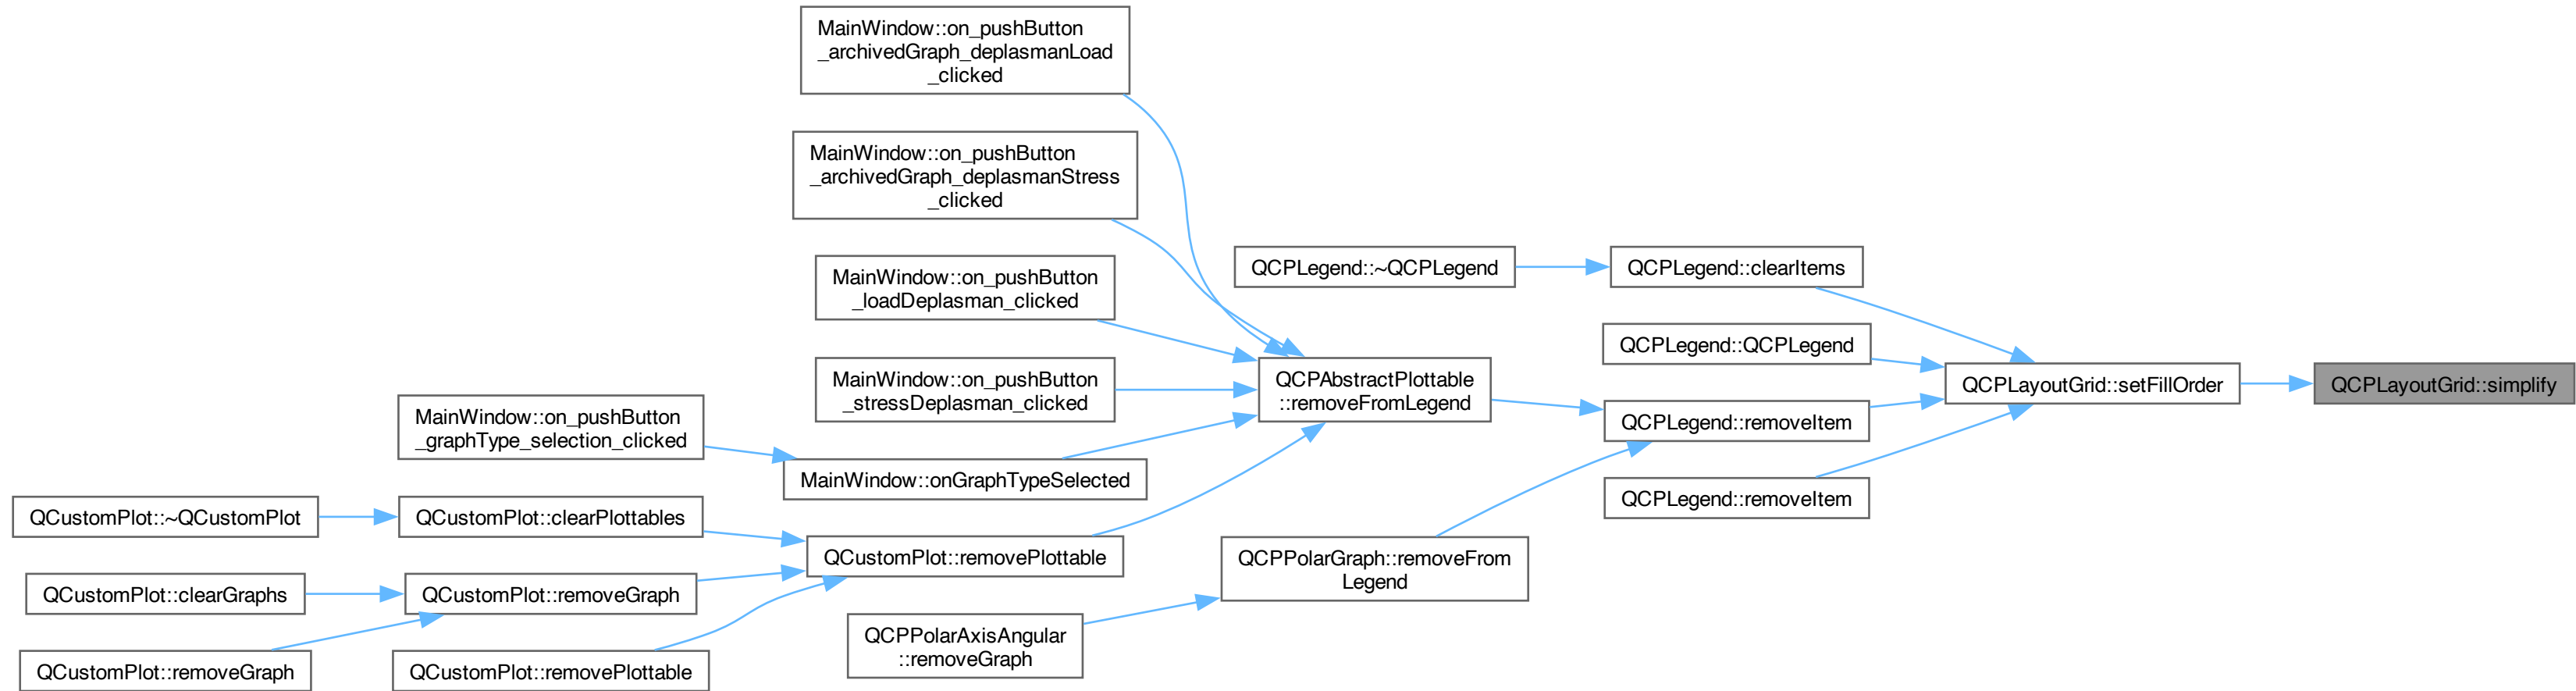 MainWindow::on_pushButton
_archivedGraph_deplasmanLoad
_clicked
MainWindow::on_pushButton
_archivedGraph_deplasmanStress
_clicked
MainWindow::on_pushButton
_loadDeplasman_clicked
MainWindow::on_pushButton
_stressDeplasman_clicked
MainWindow::on_pushButton
_graphType_selection_clicked
MainWindow::onGraphTypeSelected
QCustomPlot::~QCustomPlot
QCustomPlot::clearPlottables
QCustomPlot::removePlottable
QCustomPlot::clearGraphs
QCustomPlot::removeGraph
QCustomPlot::removeGraph
QCustomPlot::removePlottable
QCPLegend::~QCPLegend
QCPLegend::clearItems
QCPLegend::QCPLegend
QCPAbstractPlottable
::removeFromLegend
QCPLegend::removeItem
QCPLegend::removeItem
QCPPolarGraph::removeFrom
Legend
QCPPolarAxisAngular
::removeGraph
QCPLayoutGrid::setFillOrder
QCPLayoutGrid::simplify